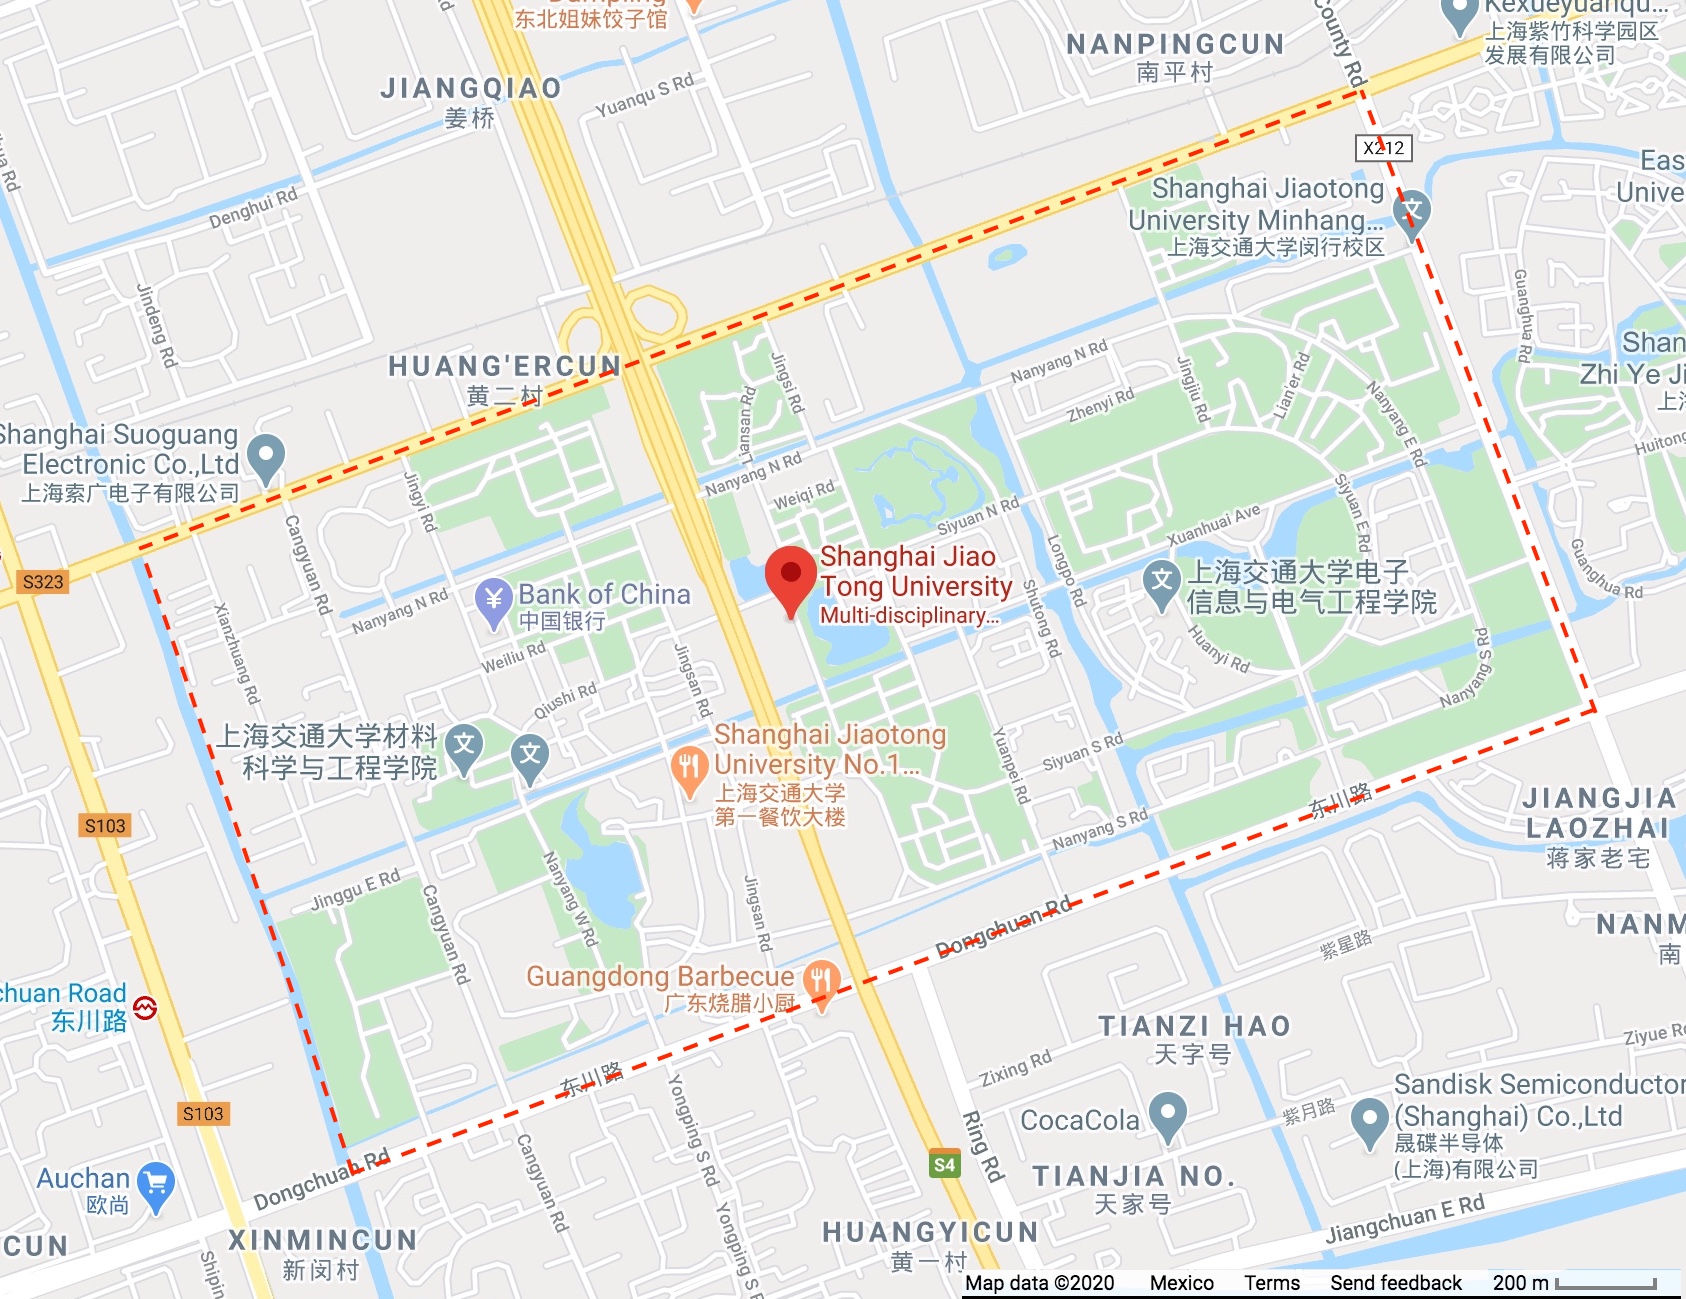 Dumpling
东北姐妹饺子馆
County Rd
Kexueyuanqu...
上海紫竹科学园区
发展有限公司
NANPINGCUN
南平村
JIANGQIAO
姜桥
Yuanqu S Rd
X212
Shanghai Jiaotong
University Minhang...
上海交通大学闵行校区
文
Eas
Unive
Denghui Rd
Jindeng Rd
Guanghua Rd
Shan
Zhi Ye Ji
上海
HUANG'ERCUN
黄二村
Jingsi Rd
Liansan Rd
Nanyang N Rd
Zhenyi Rd
Jingjiu Rd
Lian'er Rd
Nanyang E Rd
Huitong
Shanghai Suoguang
Electronic Co.,Ltd
上海索广电子有限公司
Jingyi Rd
Nanyang N Rd
Weiqi Rd
Siyuan N Rd
Siyuan E Rd
Xuanhuai Ave
Cangyuan Rd
S323
Nanyang N Rd
¥
Bank of China
中国银行
Shanghai Jiao
Tong University
Multi-disciplinary...
Longpo Rd
Shutong Rd
文
上海交通大学电子
信息与电气工程学院
Guanghua Rd
Xianzhuang Rd
Weiliu Rd
Jingsan Rd
Huanyi Rd
Nanyang S Rd
Qiushi Rd
上海交通大学材料
科学与工程学院
文
文
Shanghai Jiaotong
University No.1...
上海交通大学
第一餐饮大楼
Yuanpei Rd
Siyuan S Rd
东川路
JIANGJIA
LAOZHAI
蒋家老宅
S103
Nanyang S Rd
Jinggu E Rd
Cangyuan Rd
Nanyang W Rd
Jingsan Rd
Dongchuan Rd
紫星路
NANM
南
chuan Road
东川路
Guangdong Barbecue
广东烧腊小厨
TIANZI HAO
天字号
Ziyue Rd
东川路
Zixing Rd
Yongping S Rd
S103
CocaCola
紫月路
Sandisk Semiconductor
(Shanghai) Co.,Ltd
晟碟半导体
(上海)有限公司
Ring Rd
S4
Cangyuan Rd
Dongchuan Rd
Auchan
欧尚
TIANJIA NO.
天家号
Yongping S R
Jiangchuan E Rd
CUN
XINMINCUN
新闵村
Shipin
HUANGYICUN
黄一村
Map data ©2020 Mexico Terms Send feedback 200 m